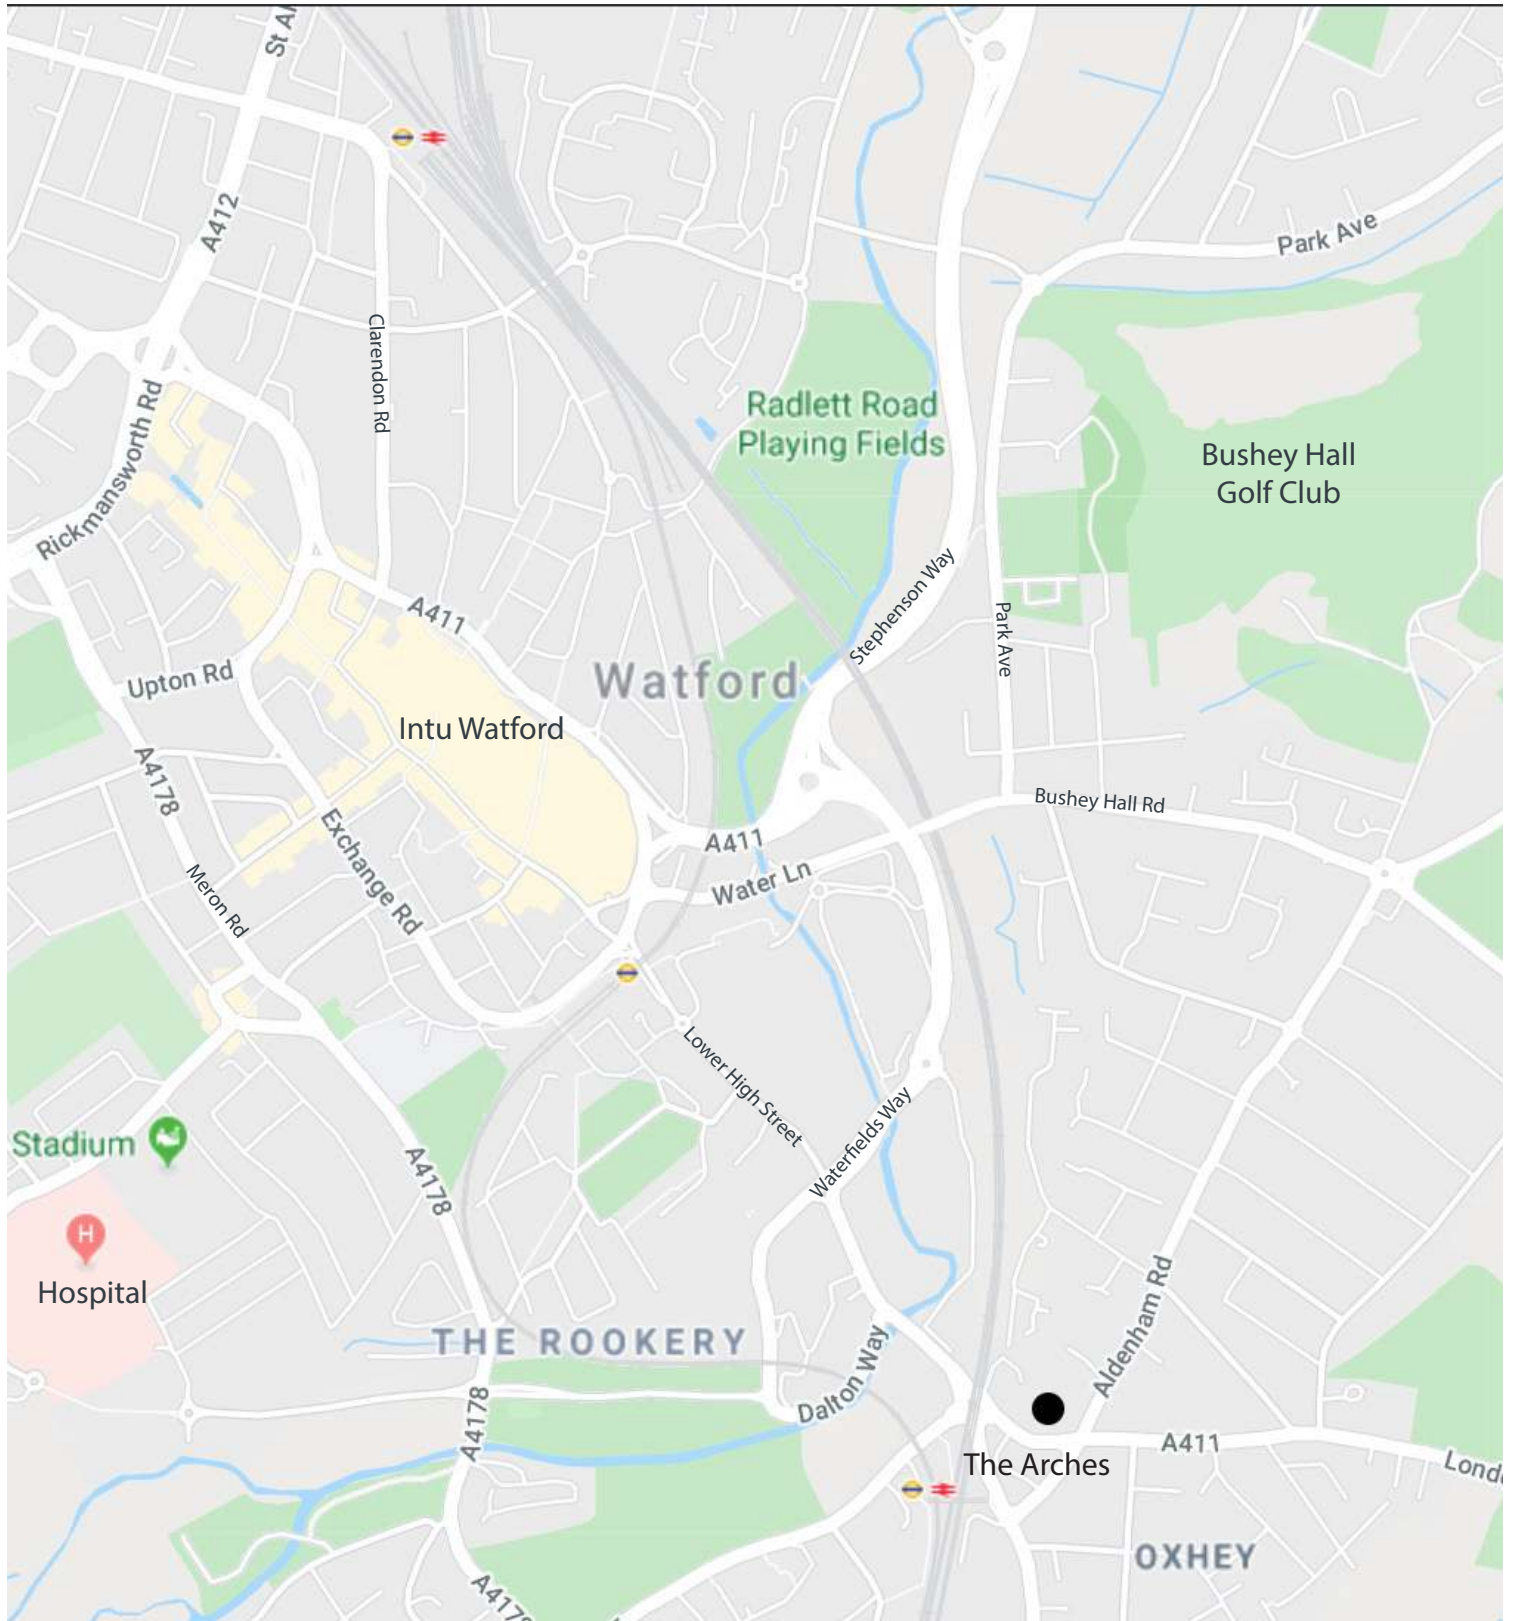 St Al
A412
Park Ave
Clarendon Rd
Rickmansworth Rd
Radlett Road
Playing Fields
Bushey Hall
Golf Club
Stephenson Way
A411
Park Ave
Watford
Upton Rd
Intu Watford
A4178
Bushey Hall Rd
Exchange Rd
A411
Water Ln
Meron Rd
Lower High Street
Stadium
Waterfields Way
A4178
H
Hospital
THE ROOKERY
Aldenham Rd
Dalton Way
A4178
A411
The Arches
Londo
OXHEY
A4178